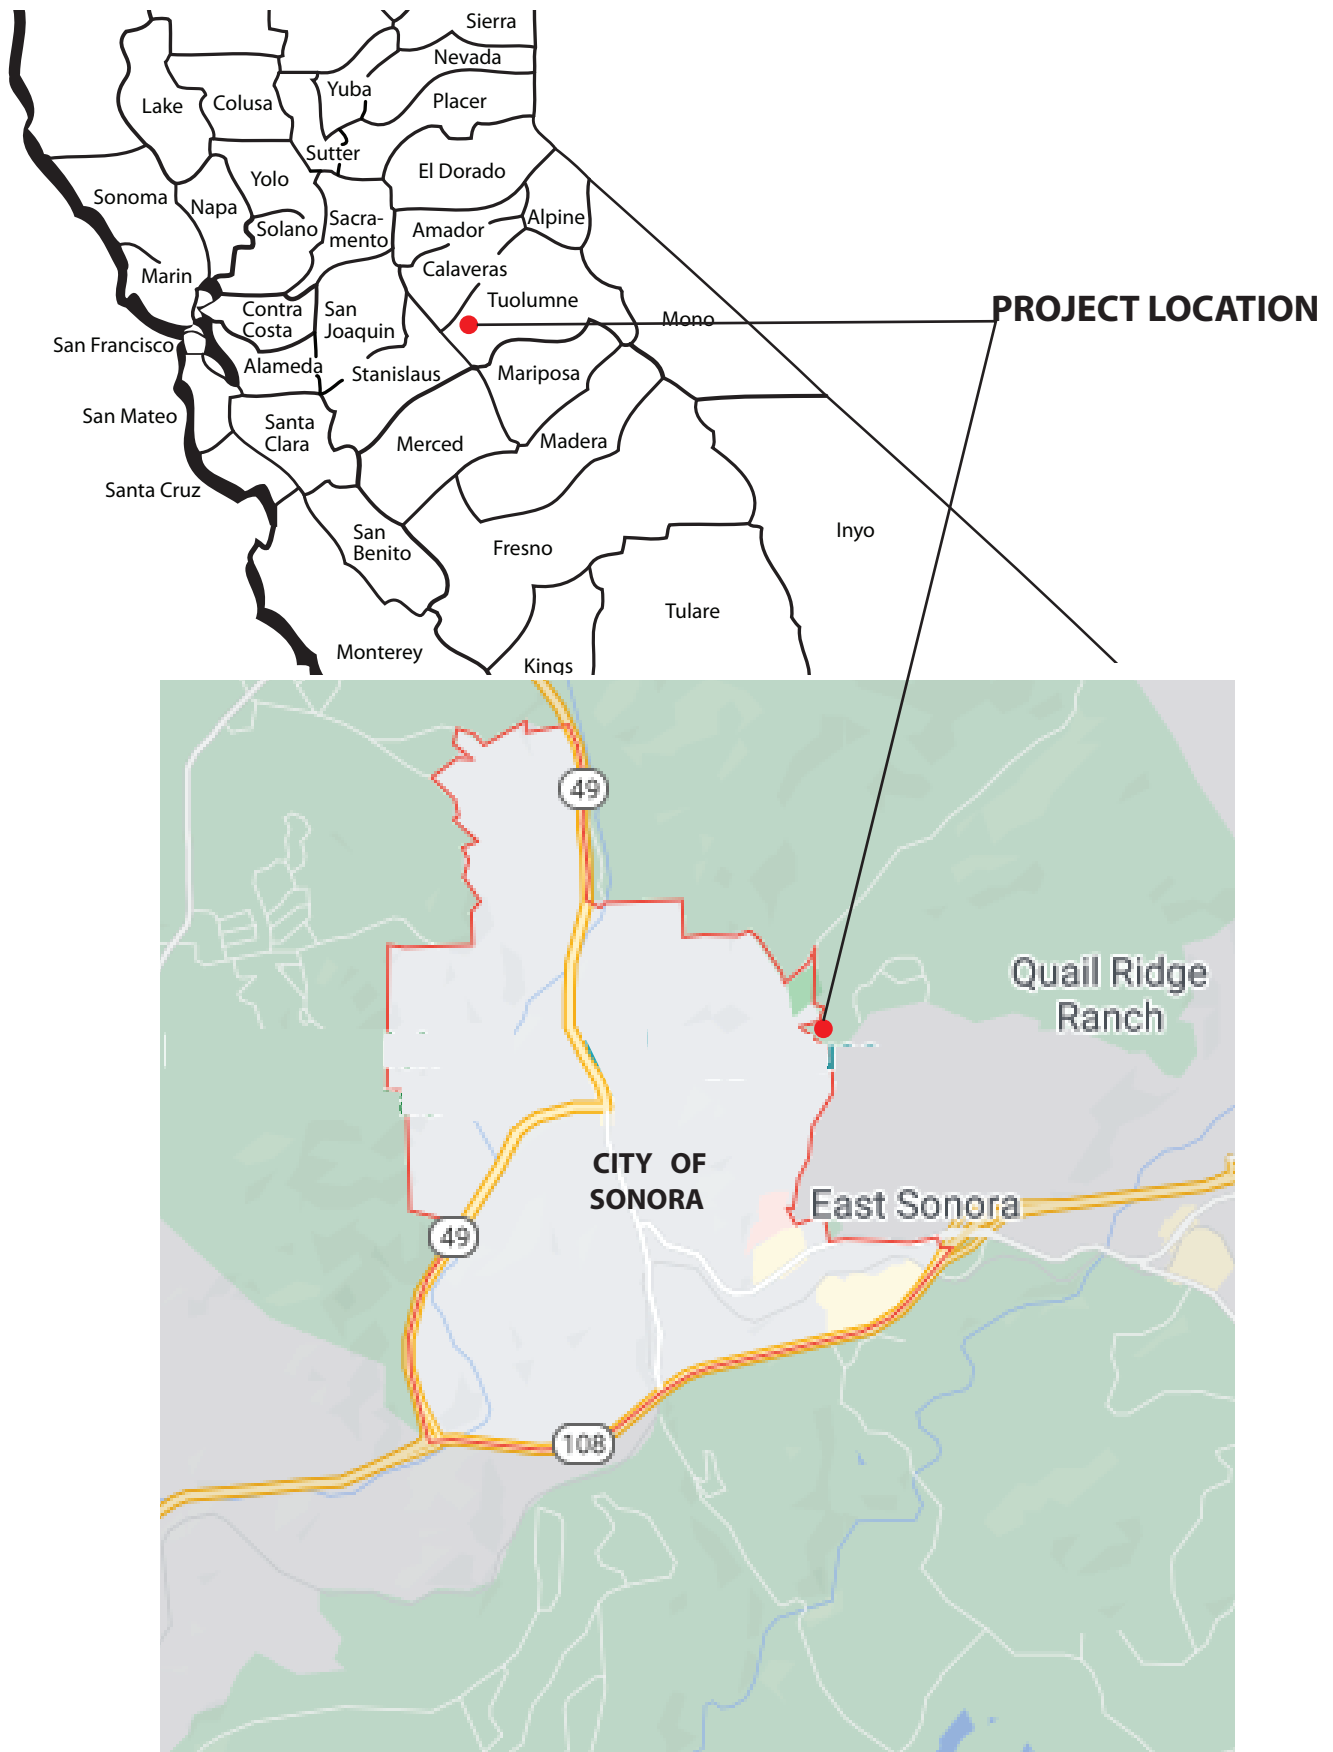 Sierra
Nevada
Yuba
Placer
Lake
Colusa
Sutter
El Dorado
Yolo
Sonoma
Napa
Sacra-
mento
Alpine
Solano
Amador
Marin
Calaveras
Tuolumne
Contra
Costa
San
Joaquin
Mono
PROJECT LOCATION
San Francisco
Alameda
Stanislaus
Mariposa
San Mateo
Santa
Clara
Merced
Madera
Santa Cruz
San
Benito
Fresno
Inyo
Tulare
Monterey
Kings
49
Quail Ridge
Ranch
CITY OF
SONORA
East Sonora
49
108